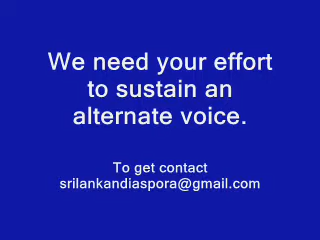 We need your effort
to sustain an
alternate voice.
To get contact
srilankandiaspora@gmail.com